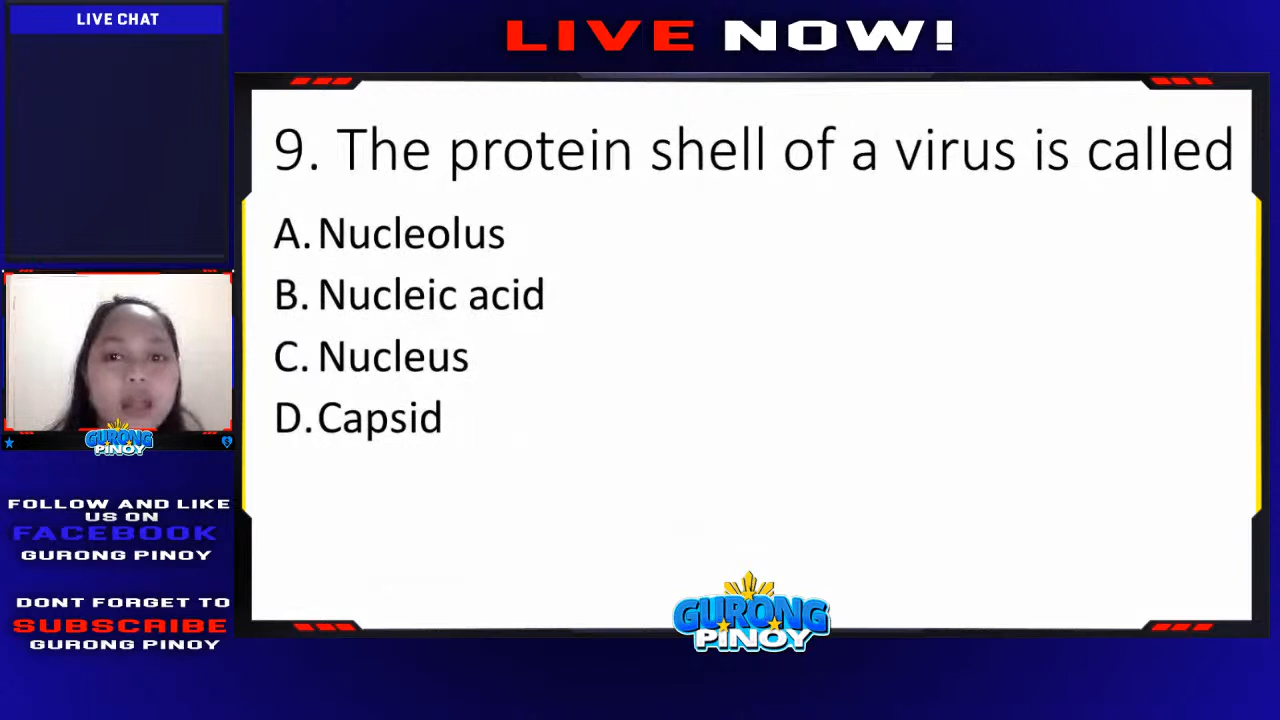 LIVE CHAT
LIVE NOW!
9. The protein shell of a virus is called
A. Nucleolus
B. Nucleic acid
C. Nucleus
D. Capsid
GURONG
PINOY
FOLLOW AND LIKE
US ON
FACEBOOK
GURONG PINOY
DONT FORGET TO
SUBSCRIBE
GURONG PINOY
GURONG
PINOY